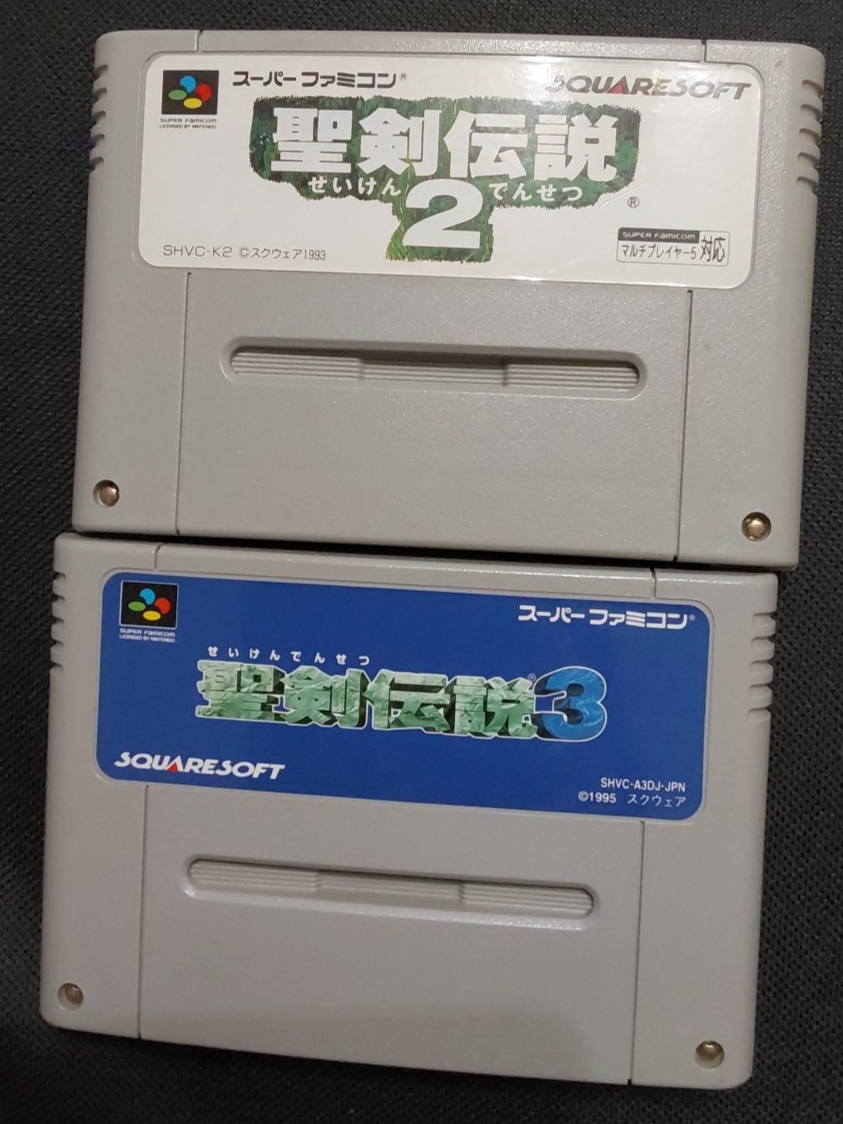 スーパーファミコン®
SQUARESOFT
SUPER FAMICOM
LICENSED BY NINTENDO
聖剣伝説
せいけん でんせつ
2
®
SHVC-K2 ©スクウェア1993
SUPER FAMICOM
マルチプレイヤー5 対応
SUPER FAMICOM
LICENSED BY NINTENDO
スーパーファミコン®
せいけんでんせつ
聖剣伝説®3
SQUARESOFT
SHVC-A3DJ-JPN
©1995 スクウェア